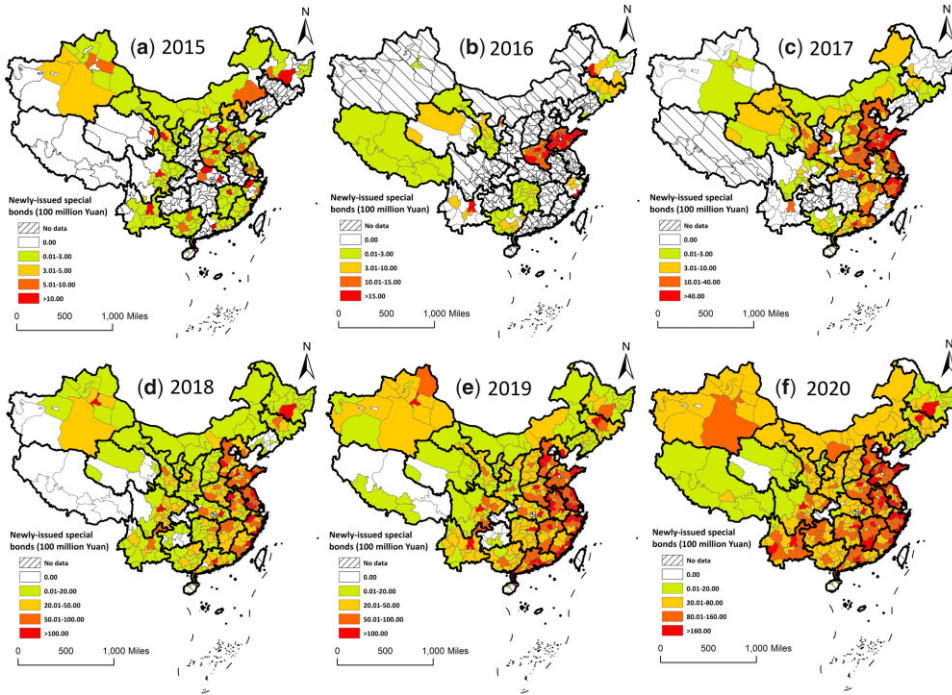 N
(a) 2015
Newly-issued special
bonds (100 million Yuan)
No data
0.00
0.01-3.00
3.01-5.00
5.01-10.00
>10.00
0 500 1,000 Miles
N
(b) 2016
Newly-issued special
bonds (100 million Yuan)
No data
0.00
0.01-3.00
3.01-10.00
10.01-15.00
>15.00
0 500 1,000 Miles
N
(c) 2017
Newly-issued special
bonds (100 million Yuan)
No data
0.00
0.01-3.00
3.01-10.00
10.01-40.00
>40.00
0 500 1,000 Miles
N
(d) 2018
Newly-issued special
bonds (100 million Yuan)
No data
0.00
0.01-20.00
20.01-50.00
50.01-100.00
>100.00
0 500 1,000 Miles
N
(e) 2019
Newly-issued special
bonds (100 million Yuan)
No data
0.00
0.01-20.00
20.01-50.00
50.01-100.00
>100.00
0 500 1,000 Miles
N
(f) 2020
Newly-issued special
bonds (100 million Yuan)
No data
0.00
0.01-20.00
20.01-80.00
80.01-160.00
>160.00
0 500 1,000 Miles